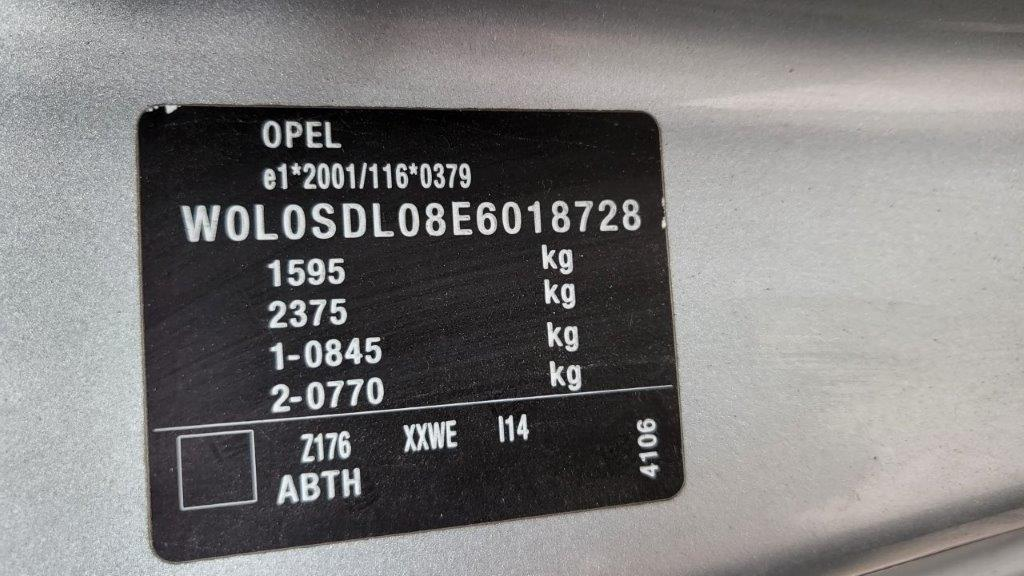 OPEL
e1*2001/116*0379
W0L0SDL08E6018728
1595 kg
2375 kg
1-0845 kg
2-0770 kg
Z176 XXWE I14
ABTH
4106